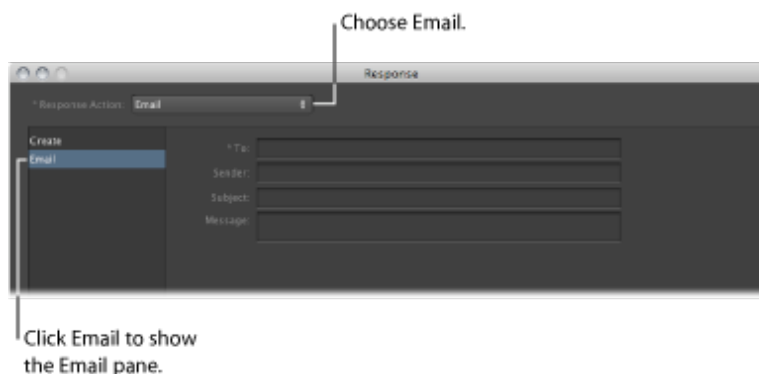 Choose Email.
Response
* Response Action: Email
Create
Email
* To:
Sender:
Subject:
Message:
Click Email to show
the Email pane.